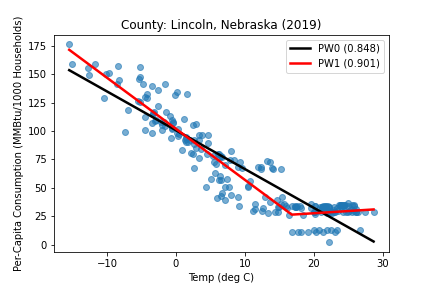 County: Lincoln, Nebraska (2019)
PW0 (0.848)
PW1 (0.901)
Per-Capita Consumption (MMBtu/1000 Households)
175
150
125
100
75
50
25
0
−10
0
10
20
30
Temp (deg C)